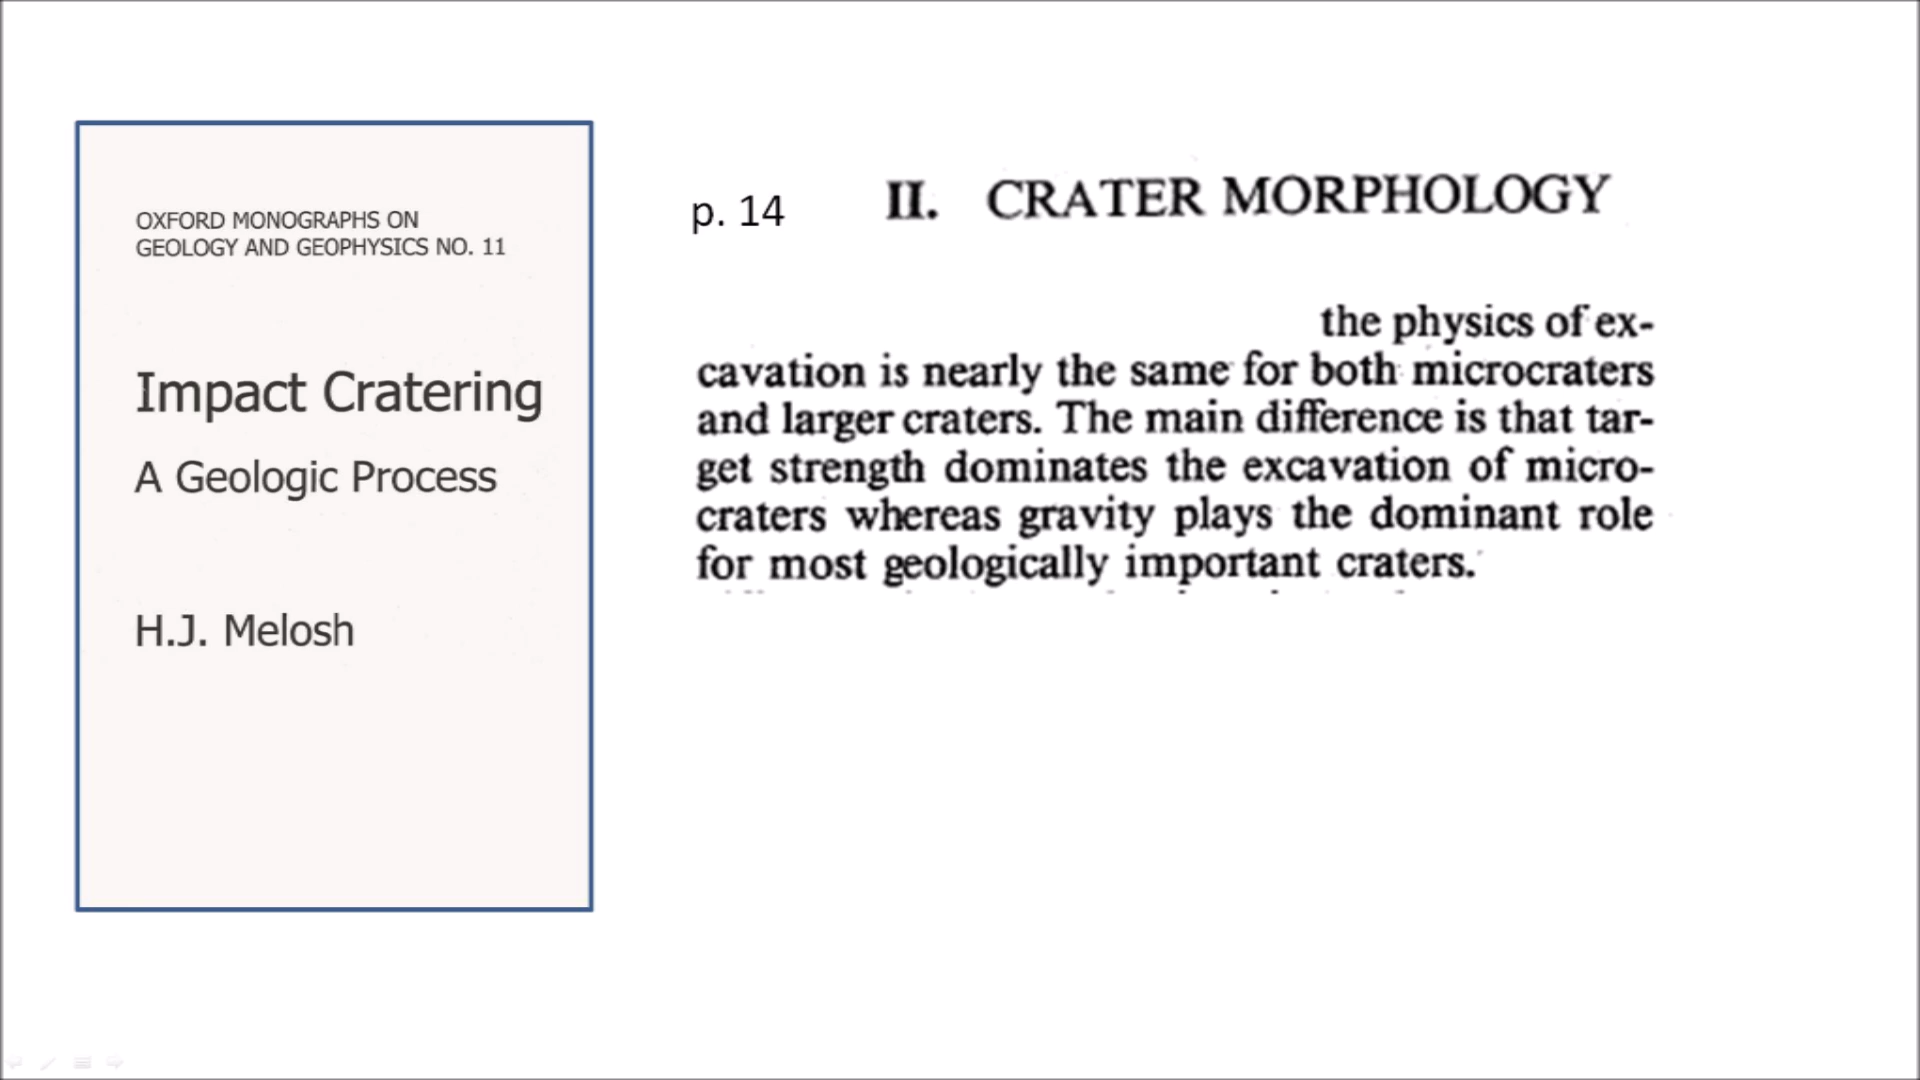 OXFORD MONOGRAPHS ON
GEOLOGY AND GEOPHYSICS NO. 11
Impact Cratering
A Geologic Process
H.J. Melosh
p. 14
II. CRATER MORPHOLOGY
the physics of ex-
cavation is nearly the same for both microcraters
and larger craters. The main difference is that tar-
get strength dominates the excavation of micro-
craters whereas gravity plays the dominant role
for most geologically important craters.